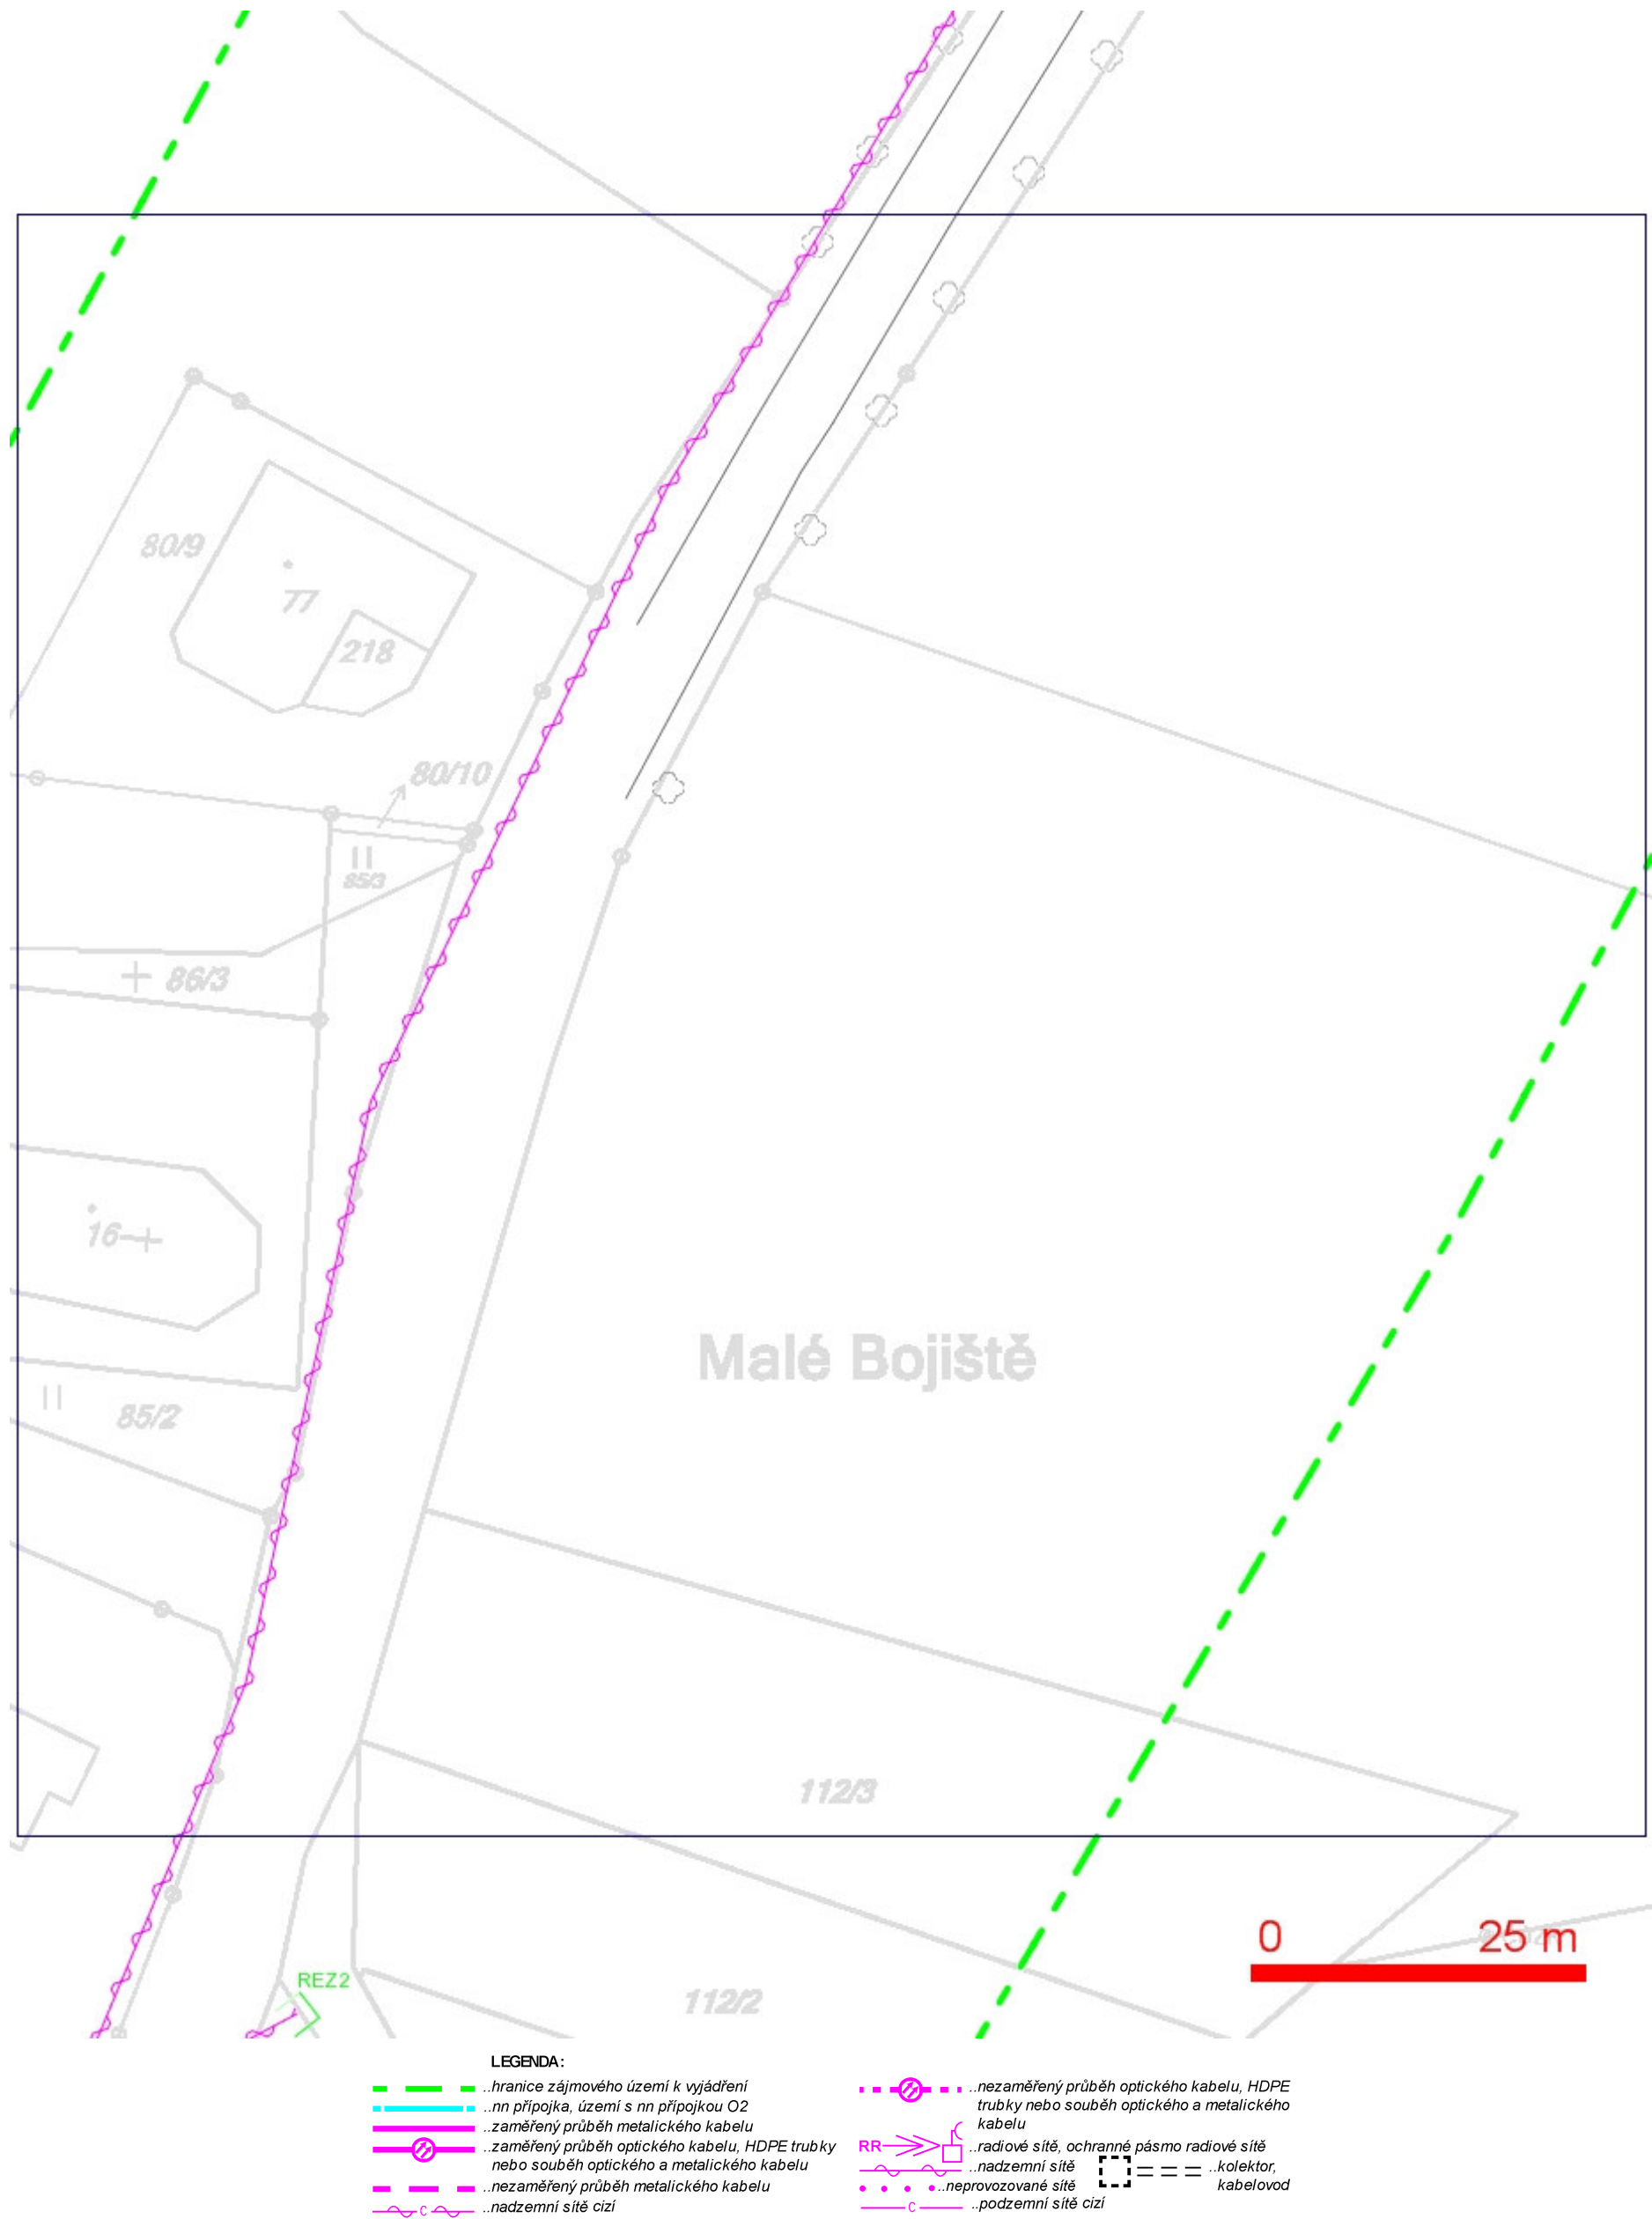 80/9
77
218
80/10
85/3
86/3
16
Malé Bojiště
85/2
112/3
0 25 m
REZ2
112/2
LEGENDA:
..hranice zájmového území k vyjádření
..nn přípojka, území s nn přípojkou O2
..zaměřený průběh metalického kabelu
..zaměřený průběh optického kabelu, HDPE trubky
nebo souběh optického a metalického kabelu
..nezaměřený průběh metalického kabelu
C ..nadzemní sítě cizí
..nezaměřený průběh optického kabelu, HDPE
trubky nebo souběh optického a metalického
kabelu
RR ..radiové sítě, ochranné pásmo radiové sítě
..nadzemní sítě
..kolektor,
kabelovod
..neprovozované sítě
C ..podzemní sítě cizí